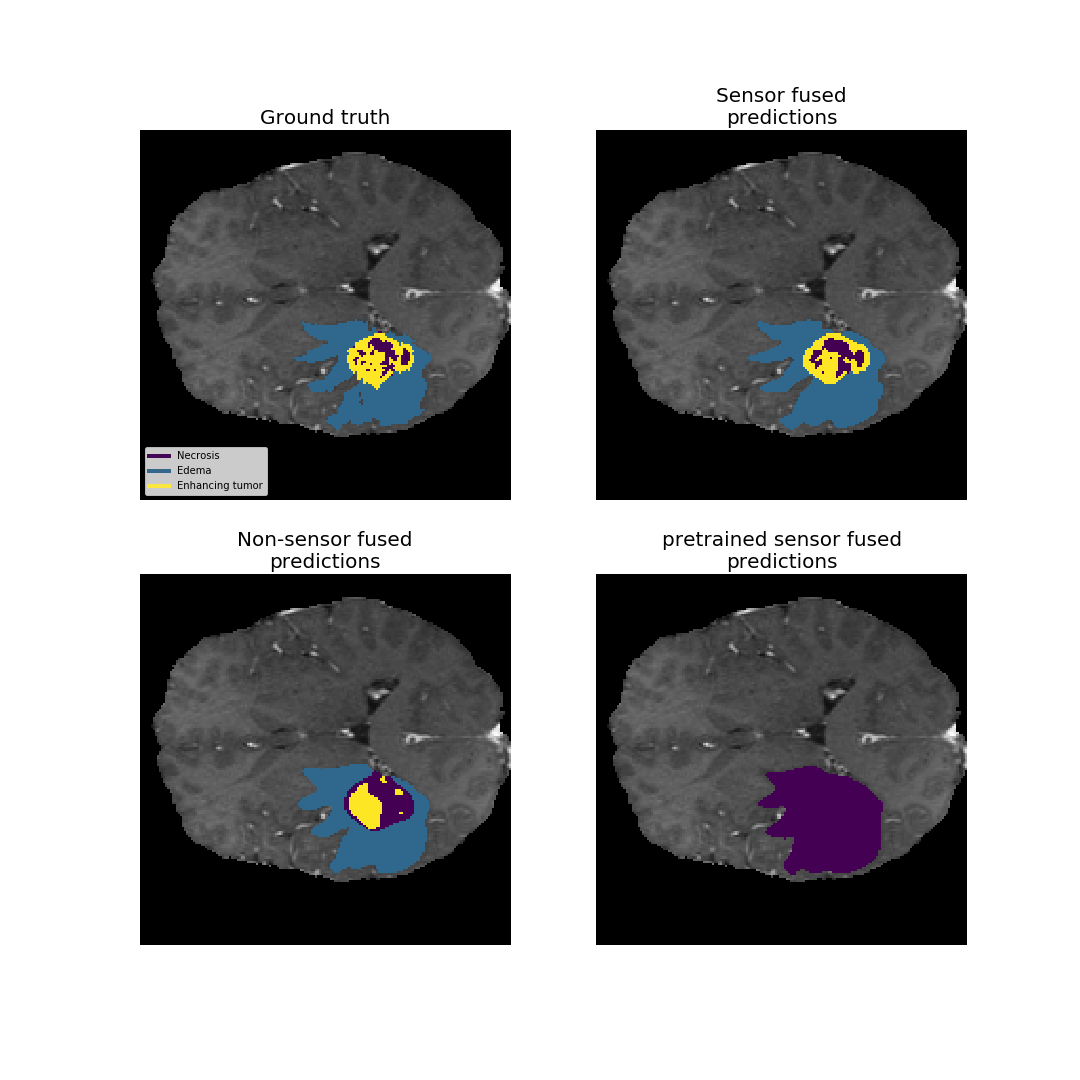 Ground truth
Sensor fused
predictions
Necrosis
Edema
Enhancing tumor
Non-sensor fused
predictions
pretrained sensor fused
predictions